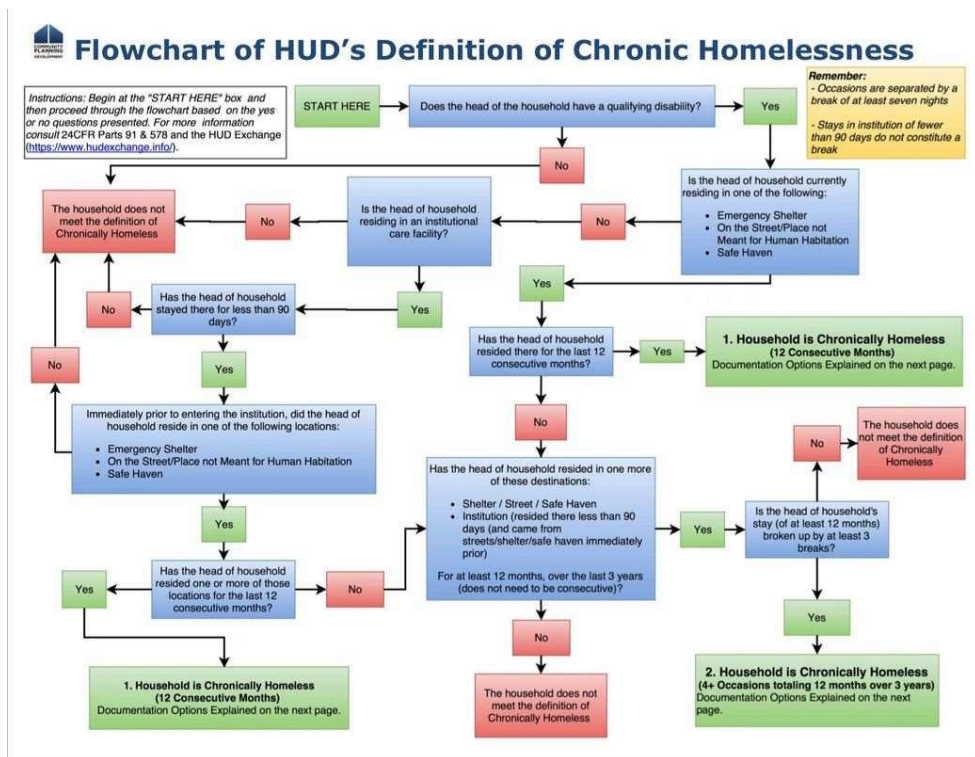 COMMUNITY
PLANNING
DEVELOPMENT
Flowchart of HUD's Definition of Chronic Homelessness
Instructions: Begin at the "START HERE" box and
then proceed through the flowchart based on the yes
or no questions presented. For more information
consult 24CFR Parts 91 & 578 and the HUD Exchange
(https://www.hudexchange.info/).
START HERE
Does the head of the household have a qualifying disability?
Yes
Remember:
- Occasions are separated by a
break of at least seven nights
- Stays in institution of fewer
than 90 days do not constitute a
break
No
The household does not
meet the definition of
Chronically Homeless
No
Is the head of household
residing in an institutional
care facility?
No
Is the head of household currently
residing in one of the following:
• Emergency Shelter
• On the Street/Place not
Meant for Human Habitation
• Safe Haven
Yes
No
Has the head of household
stayed there for less than 90
days?
Yes
Has the head of household
resided there for the last 12
consecutive months?
Yes
1. Household is Chronically Homeless
(12 Consecutive Months)
Documentation Options Explained on the next page.
No
Yes
No
Immediately prior to entering the institution, did the head of
household reside in one of the following locations:
• Emergency Shelter
• On the Street/Place not Meant for Human Habitation
• Safe Haven
Has the head of household resided in one more
of these destinations:
• Shelter / Street / Safe Haven
• Institution (resided there less than 90
days (and came from
streets/shelter/safe haven immediately
prior)
For at least 12 months, over the last 3 years
(does not need to be consecutive)?
No
The household does
not meet the definition
of Chronically
Homeless
Yes
Is the head of household's
stay (of at least 12 months)
broken up by at least 3
breaks?
Yes
Yes
Has the head of household
resided one or more of those
locations for the last 12
consecutive months?
No
Yes
No
1. Household is Chronically Homeless
(12 Consecutive Months)
Documentation Options Explained on the next page.
The household does not
meet the definition of
Chronically Homeless
2. Household is Chronically Homeless
(4+ Occasions totaling 12 months over 3 years)
Documentation Options Explained on the next
page.